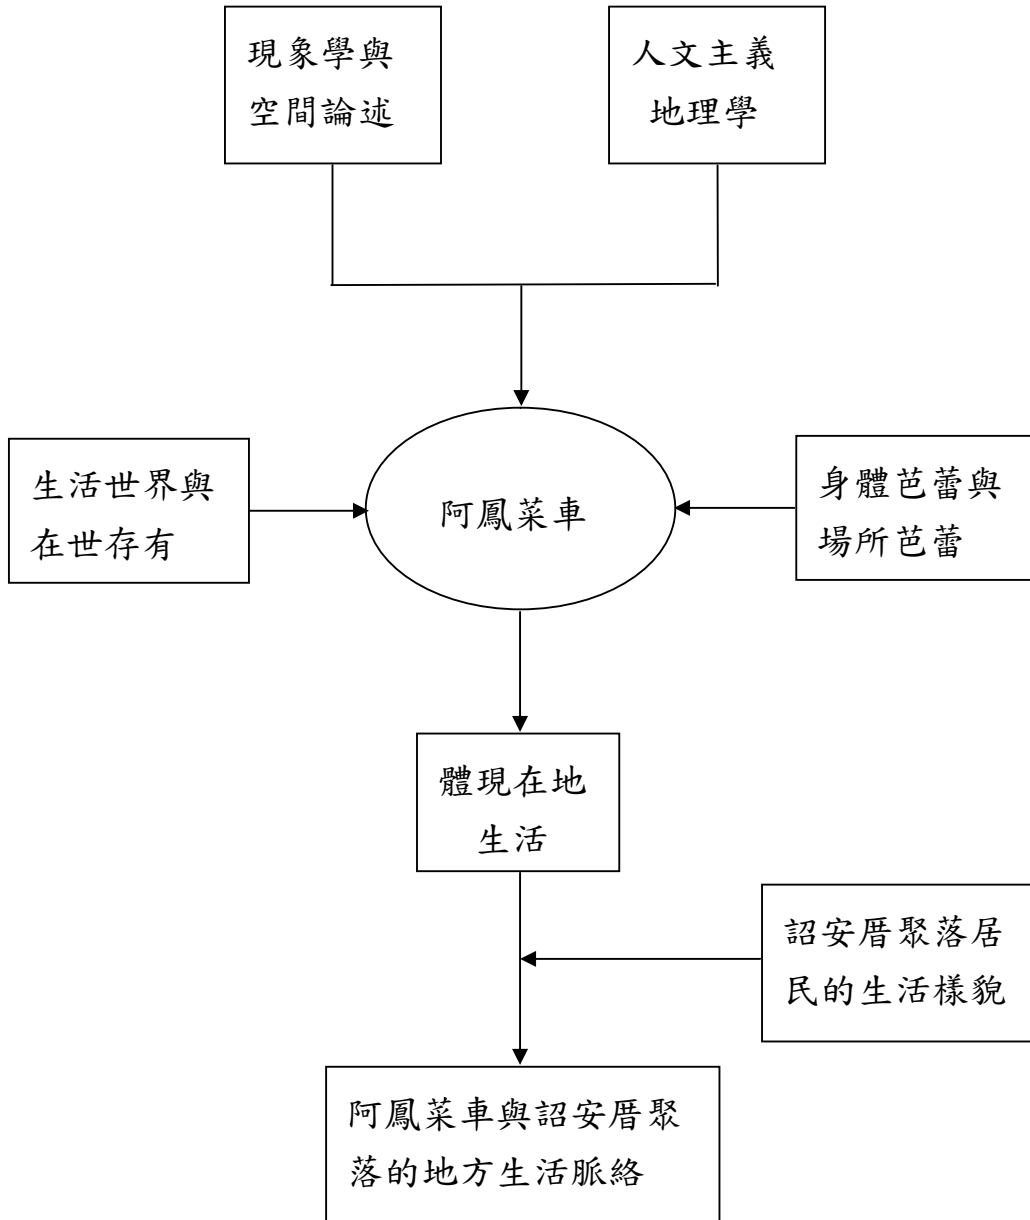 現象學與
空間論述
人文主義
地理學
生活世界與
在世存有
阿鳳菜車
身體芭蕾與
場所芭蕾
體現在地
生活
詔安厝聚落居
民的生活樣貌
阿鳳菜車與詔安厝聚
落的地方生活脈絡